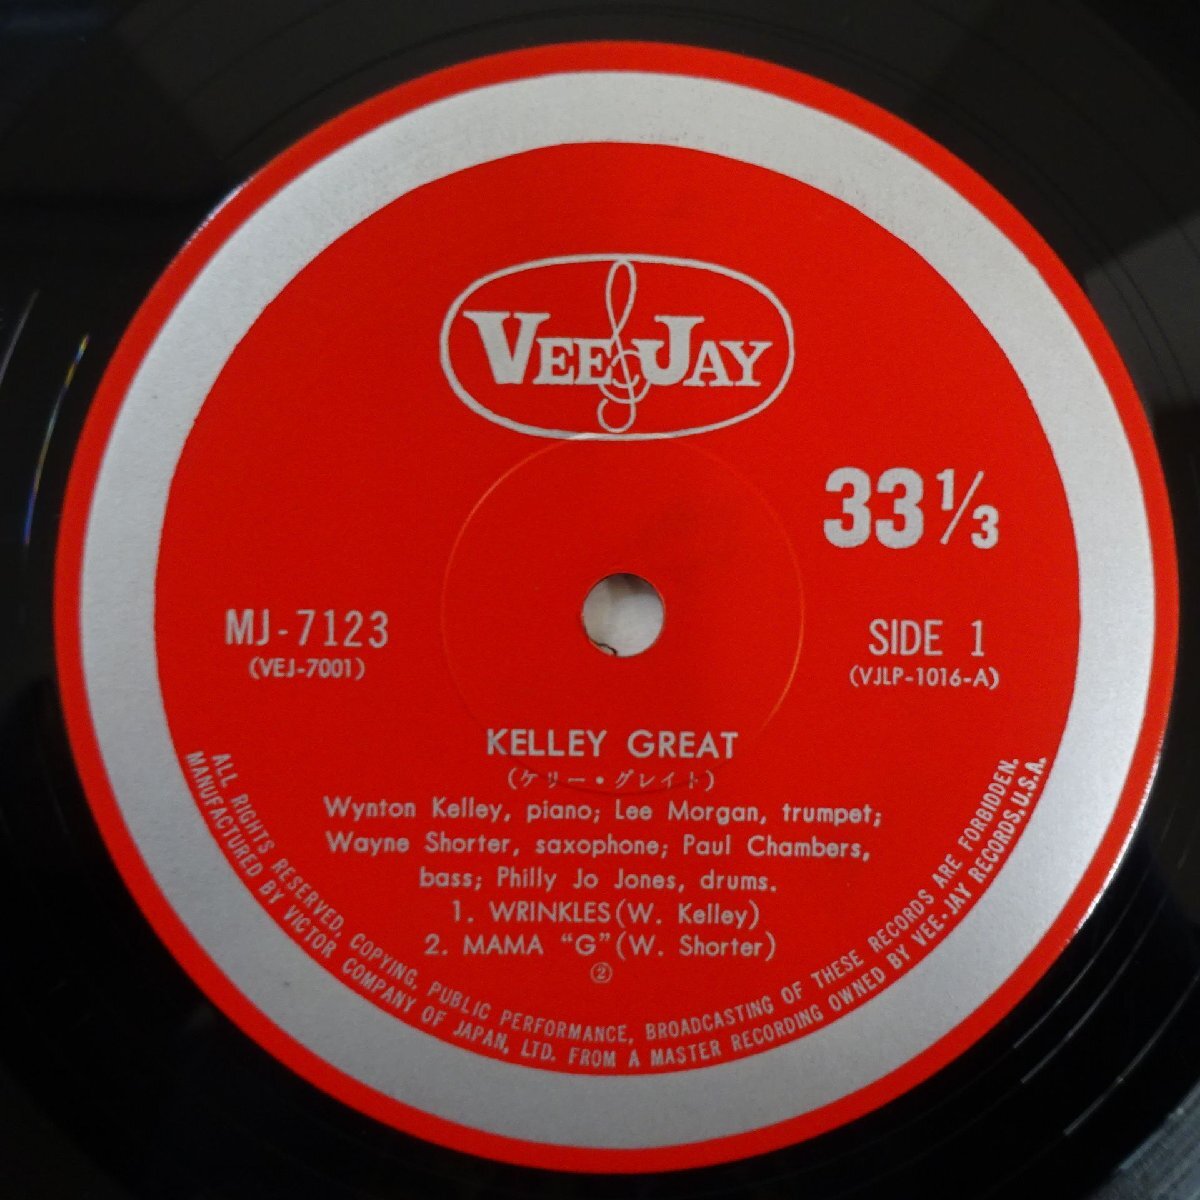 VEE JAY
33 1/3
MJ-7123
(VEJ-7001)
SIDE 1
(VJLP-1016-A)
KELLEY GREAT
(ケリー・グレイト)
Wynton Kelley, piano; Lee Morgan, trumpet;
Wayne Shorter, saxophone; Paul Chambers,
bass; Philly Jo Jones, drums.
1. WRINKLES (W. Kelley)
2. MAMA "G" (W. Shorter)
②
ALL RIGHTS RESERVED, COPYING, PUBLIC PERFORMANCE, BROADCASTING OF THESE RECORDS ARE FORBIDDEN.
MANUFACTURED BY VICTOR COMPANY OF JAPAN, LTD. FROM A MASTER RECORDING OWNED BY VEE-JAY RECORDS, U.S.A.